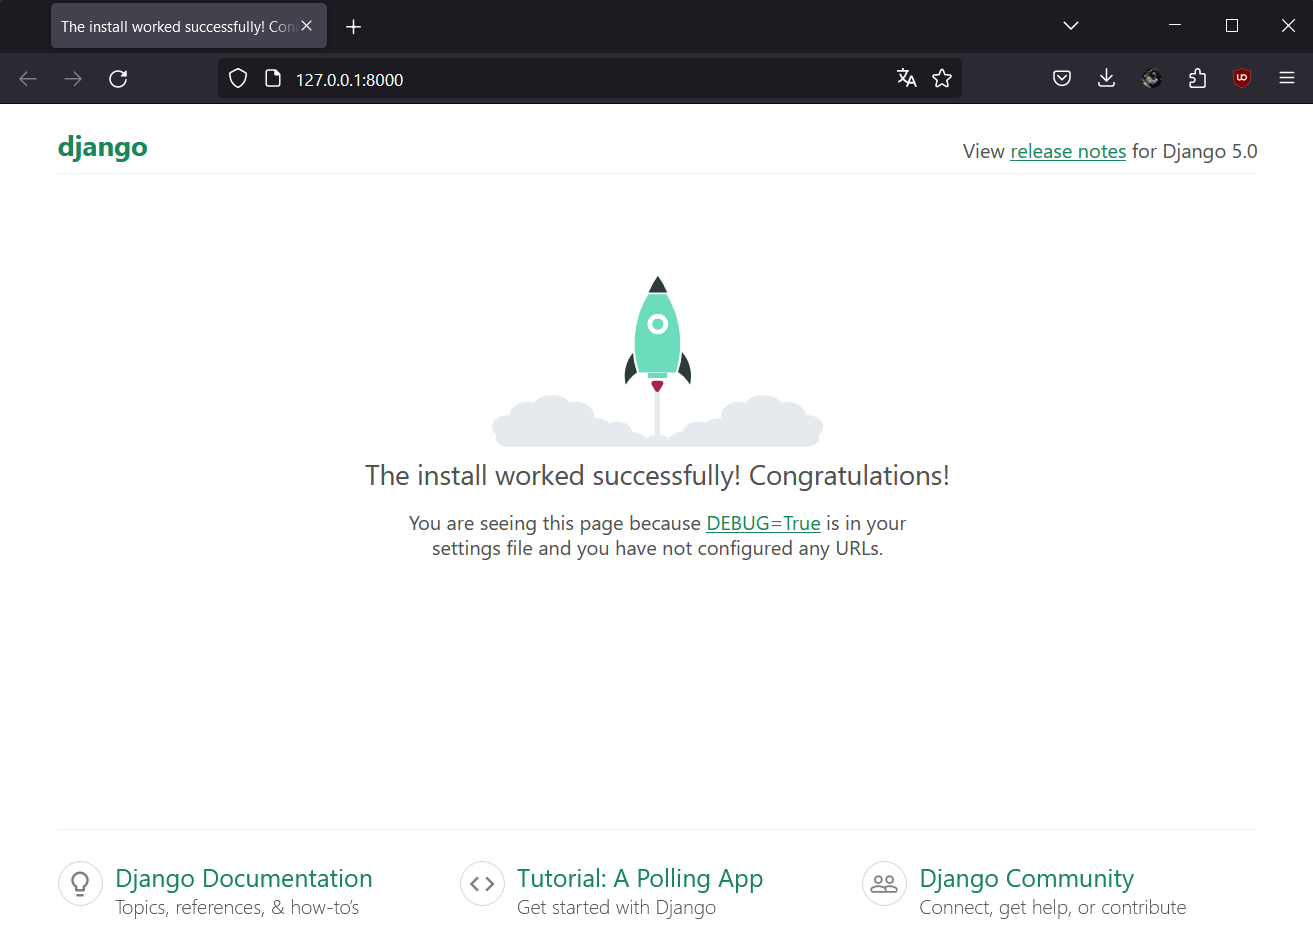 The install worked successfully! Con
127.0.0.1:8000
django
View release notes for Django 5.0
The install worked successfully! Congratulations!
You are seeing this page because DEBUG=True is in your
settings file and you have not configured any URLs.
Django Documentation
Topics, references, & how-to’s
Tutorial: A Polling App
Get started with Django
Django Community
Connect, get help, or contribute